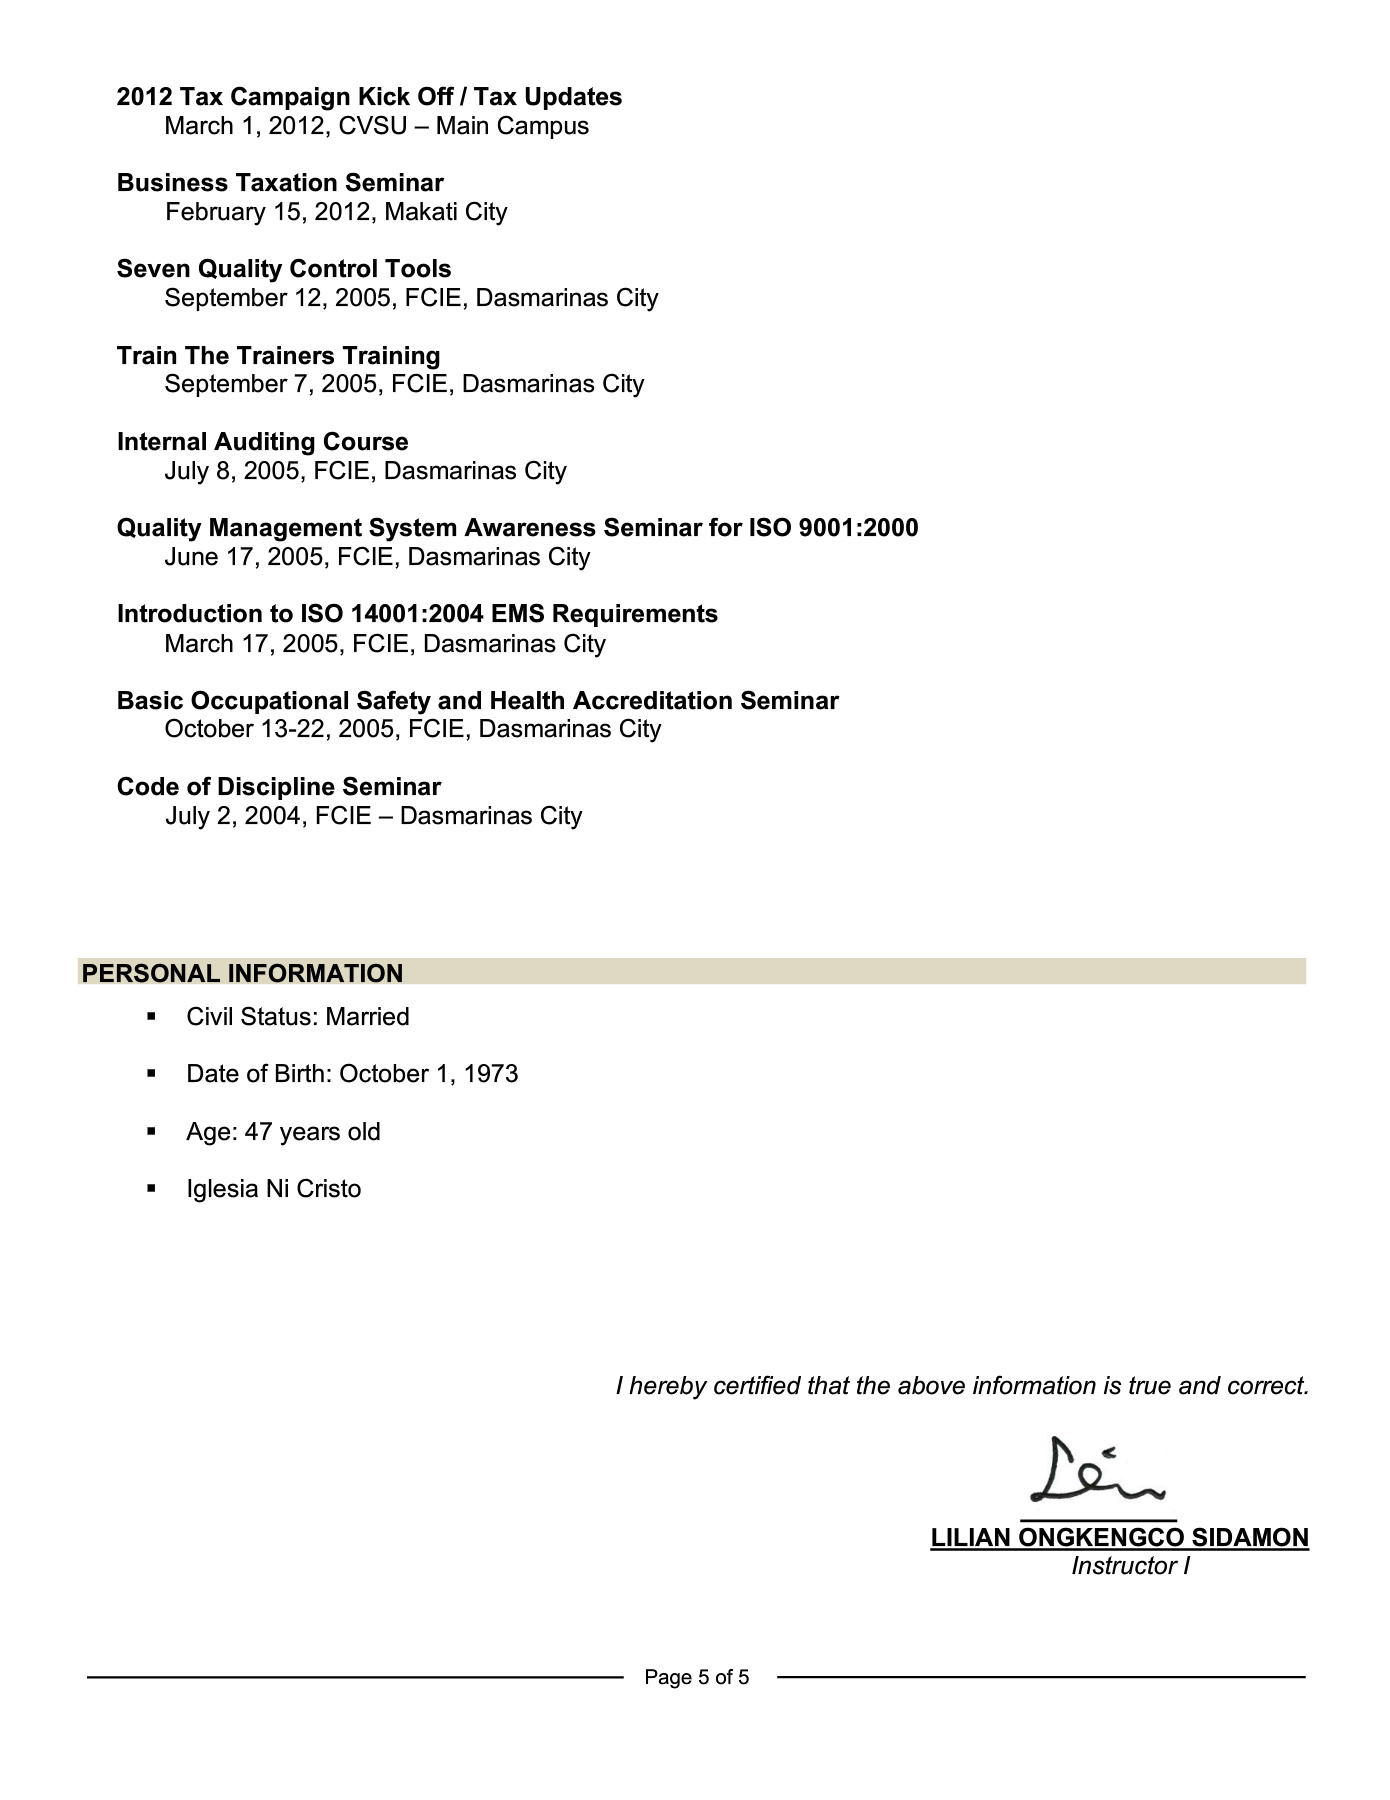 2012 Tax Campaign Kick Off / Tax Updates
March 1, 2012, CVSU – Main Campus
Business Taxation Seminar
February 15, 2012, Makati City
Seven Quality Control Tools
September 12, 2005, FCIE, Dasmarinas City
Train The Trainers Training
September 7, 2005, FCIE, Dasmarinas City
Internal Auditing Course
July 8, 2005, FCIE, Dasmarinas City
Quality Management System Awareness Seminar for ISO 9001:2000
June 17, 2005, FCIE, Dasmarinas City
Introduction to ISO 14001:2004 EMS Requirements
March 17, 2005, FCIE, Dasmarinas City
Basic Occupational Safety and Health Accreditation Seminar
October 13-22, 2005, FCIE, Dasmarinas City
Code of Discipline Seminar
July 2, 2004, FCIE – Dasmarinas City
PERSONAL INFORMATION
▪ Civil Status: Married
▪ Date of Birth: October 1, 1973
▪ Age: 47 years old
▪ Iglesia Ni Cristo
I hereby certified that the above information is true and correct.
LILIAN ONGKENGCO SIDAMON
Instructor I
Page 5 of 5